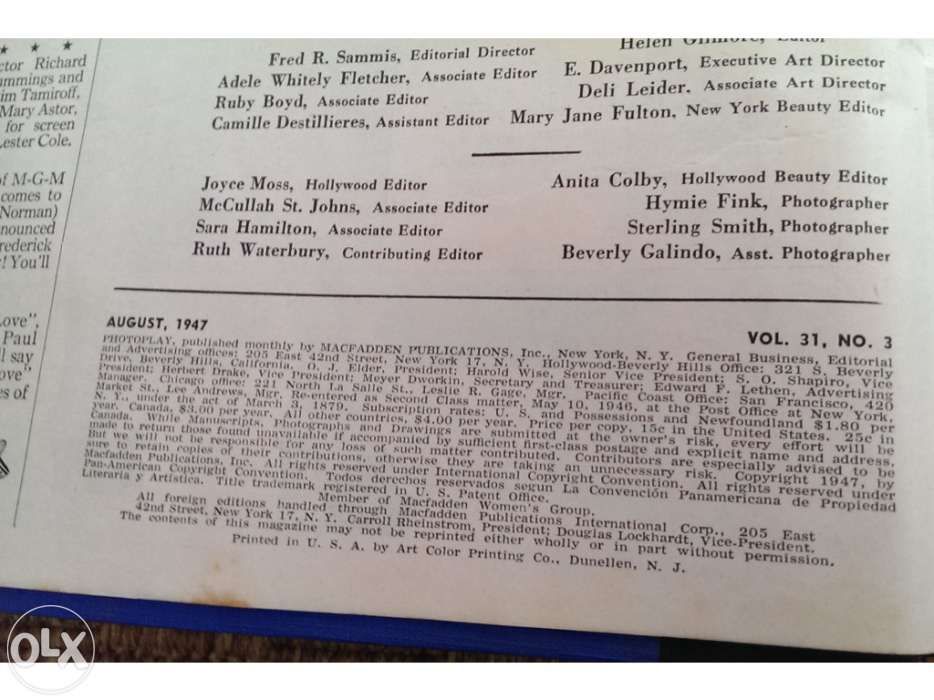 ★ ★ ★
ctor Richard
ummings and
im Tamiroff,
Mary Astor,
for screen
Lester Cole.
of M-G-M
comes to
Norman)
nounced
rederick
! You'll
Love",
Paul
l say
ove"
es of
Fred R. Sammis, Editorial Director
Adele Whitely Fletcher, Associate Editor
Ruby Boyd, Associate Editor
Camille Destillieres, Assistant Editor
Helen Gilmore, Editor
E. Davenport, Executive Art Director
Deli Leider. Associate Art Director
Mary Jane Fulton, New York Beauty Editor
Joyce Moss, Hollywood Editor
McCullah St. Johns, Associate Editor
Sara Hamilton, Associate Editor
Ruth Waterbury, Contributing Editor
Anita Colby, Hollywood Beauty Editor
Hymie Fink, Photographer
Sterling Smith, Photographer
Beverly Galindo, Asst. Photographer
AUGUST, 1947
VOL. 31, NO. 3
PHOTOPLAY, published monthly by MACFADDEN PUBLICATIONS, Inc., New York, N. Y. General Business, Editorial
and Advertising offices: 205 East 42nd Street, New York 17, N. Y. Hollywood-Beverly Hills Office: 321 S. Beverly
Drive, Beverly Hills, California. O. J. Elder, President; Harold Wise, Senior Vice President; S. O. Shapiro, Vice
President; Herbert Drake, Vice President; Meyer Dworkin, Secretary and Treasurer; Edward F. Lethen, Advertising
Manager. Chicago office: 221 North La Salle St., Leslie R. Gage, Mgr. Pacific Coast Office: San Francisco, 420
Market St., Lee Andrews, Mgr. Re-entered as Second Class matter, May 10, 1946, at the Post Office at New York,
N. Y., under the act of March 3, 1879. Subscription rates: U. S. and Possessions and Newfoundland $1.80 per
year. Canada, $3.00 per year. All other countries, $4.00 per year. Price per copy, 15c in the United States. 25c in
Canada. While Manuscripts, Photographs and Drawings are submitted at the owner's risk, every effort will be
made to return those found unavailable if accompanied by sufficient first-class postage and explicit name and address.
But we will not be responsible for any loss of such matter contributed. Contributors are especially advised to be
sure to retain copies of their contributions, otherwise they are taking an unnecessary risk. Copyright 1947, by
Macfadden Publications, Inc. All rights reserved under International Copyright Convention. All rights reserved under
Pan-American Copyright Convention. Todos derechos reservados segun La Convención Panamericana de Propiedad
Literaria y Artística. Title trademark registered in U. S. Patent Office.
Member of Macfadden Women's Group.
All foreign editions handled through Macfadden Publications International Corp., 205 East
42nd Street, New York 17, N. Y. Carroll Rheinstrom, President; Douglas Lockhardt, Vice-President.
The contents of this magazine may not be reprinted either wholly or in part without permission.
Printed in U. S. A. by Art Color Printing Co., Dunellen, N. J.
OLX